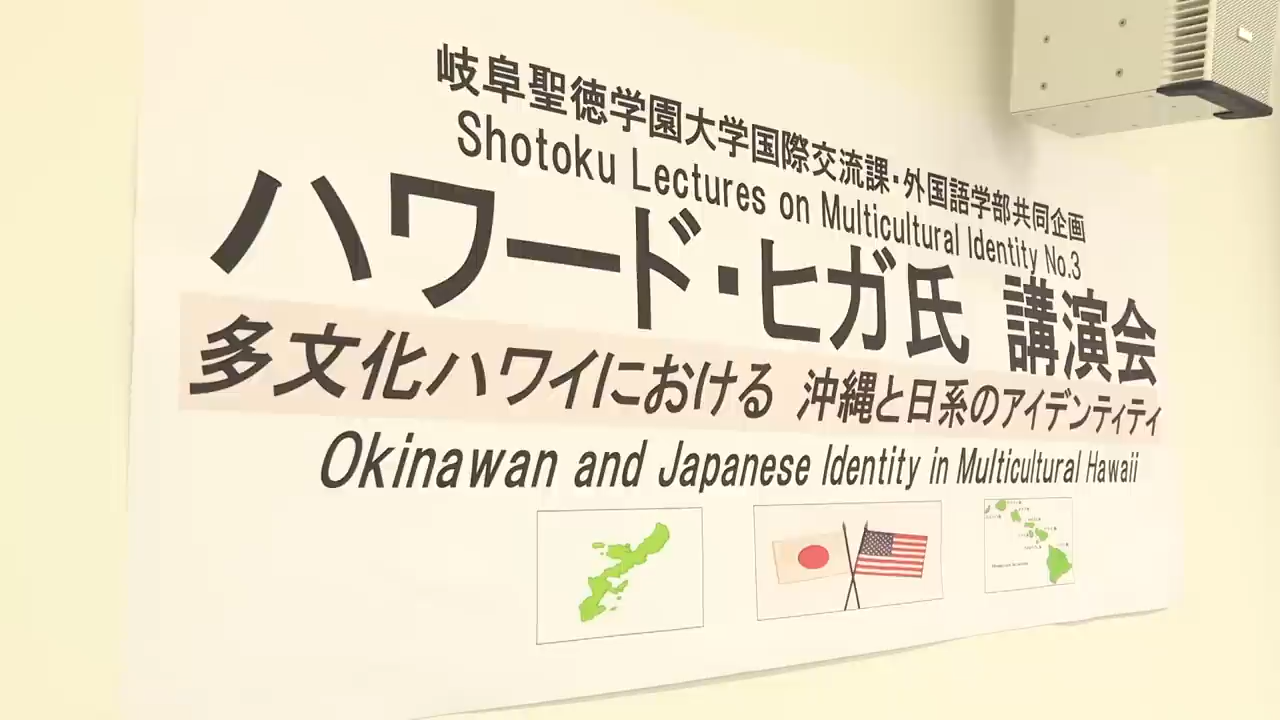 岐阜聖徳学園大学国際交流課・外国語学部共同企画
Shotoku Lectures on Multicultural Identity No.3
ハワード・ヒガ氏 講演会
多文化ハワイにおける 沖縄と日系のアイデンティティ
Okinawan and Japanese Identity in Multicultural Hawaii